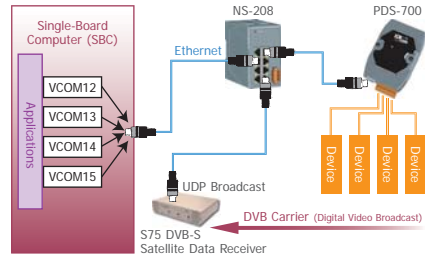 Single-Board
Computer (SBC)
NS-208
PDS-700
Ethernet
Applications
VCOM12
VCOM13
VCOM14
VCOM15
Device
Device
Device
Device
UDP Broadcast
DVB Carrier (Digital Video Broadcast)
S75 DVB-S
Satellite Data Receiver